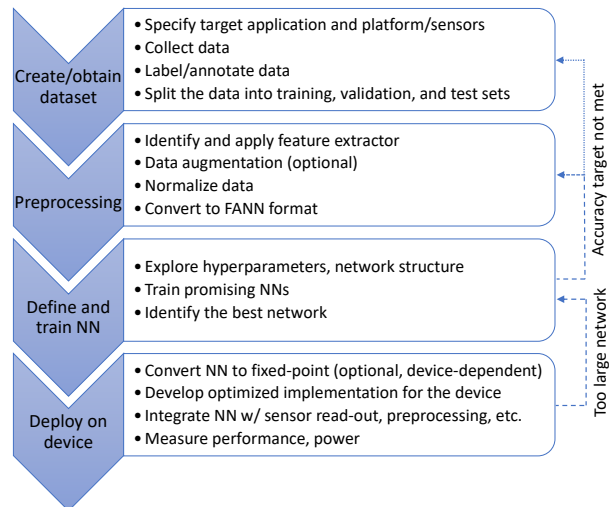 Create/obtain
dataset
• Specify target application and platform/sensors
• Collect data
• Label/annotate data
• Split the data into training, validation, and test sets
Preprocessing
• Identify and apply feature extractor
• Data augmentation (optional)
• Normalize data
• Convert to FANN format
Define and
train NN
• Explore hyperparameters, network structure
• Train promising NNs
• Identify the best network
Deploy on
device
• Convert NN to fixed-point (optional, device-dependent)
• Develop optimized implementation for the device
• Integrate NN w/ sensor read-out, preprocessing, etc.
• Measure performance, power
Accuracy target not met
Too large network